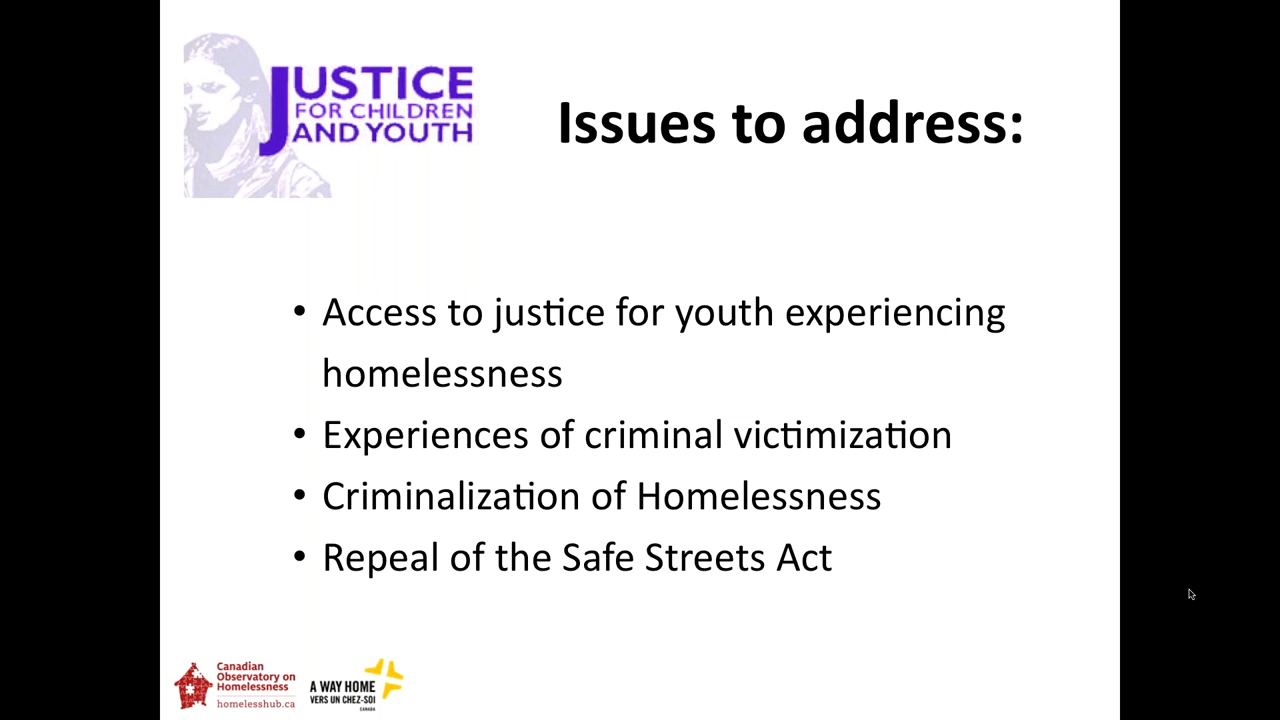 JUSTICE
FOR CHILDREN
AND YOUTH
Issues to address:
• Access to justice for youth experiencing
homelessness
• Experiences of criminal victimization
• Criminalization of Homelessness
• Repeal of the Safe Streets Act
Canadian
Observatory on
Homelessness
homelesshub.ca
A WAY HOME
VERS UN CHEZ-SOI
CANADA